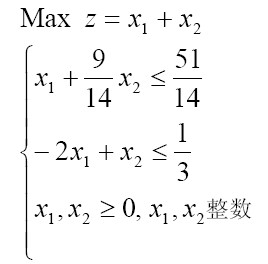 Max z = x₁ + x₂
x₁ + 9/14 x₂ ≤ 51/14
−2x₁ + x₂ ≤ 1/3
x₁, x₂ ≥ 0, x₁, x₂整数